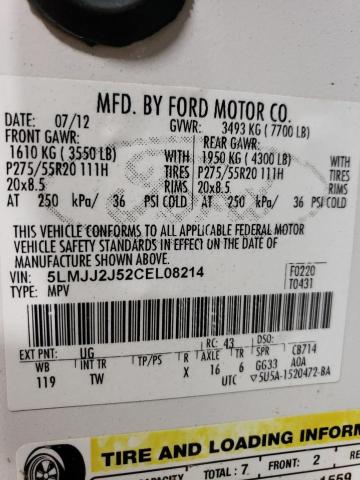 MFD. BY FORD MOTOR CO.
DATE: 07/12 GVWR: 3493 KG ( 7700 LB)
FRONT GAWR: REAR GAWR:
1610 KG ( 3550 LB) WITH 1950 KG ( 4300 LB) WITH
P275/55R20 111H TIRES P275/55R20 111H TIRES
20x8.5 RIMS 20x8.5 RIMS
AT 250 kPa/ 36 PSI COLD AT 250 kPa/ 36 PSI COLD
THIS VEHICLE CONFORMS TO ALL APPLICABLE FEDERAL MOTOR
VEHICLE SAFETY STANDARDS IN EFFECT ON THE DATE OF
MANUFACTURE SHOWN ABOVE.
VIN: 5LMJJ2J52CEL08214 F0220
TYPE: MPV T0431
EXT PNT: UG RC: 43 DSO:
WB INT TR TP/PS R AXLE TR SPR CB714
119 TW X 16 6 GG33 AOA
UTC 5U5A-1520472-BA
TIRE AND LOADING INFORM
CAPACITY TOTAL: 7 FRONT: 2